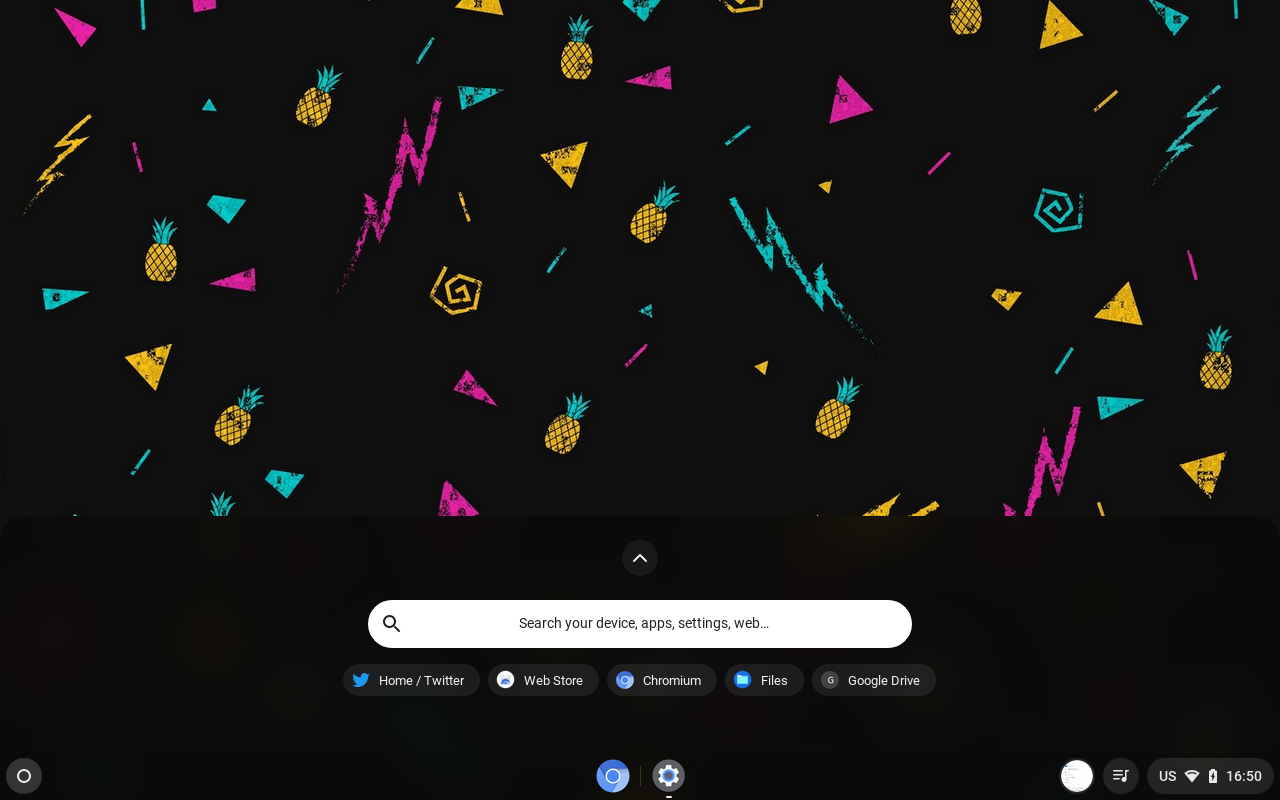 Search your device, apps, settings, web...
Home / Twitter
Web Store
Chromium
Files
G
Google Drive
US
16:50